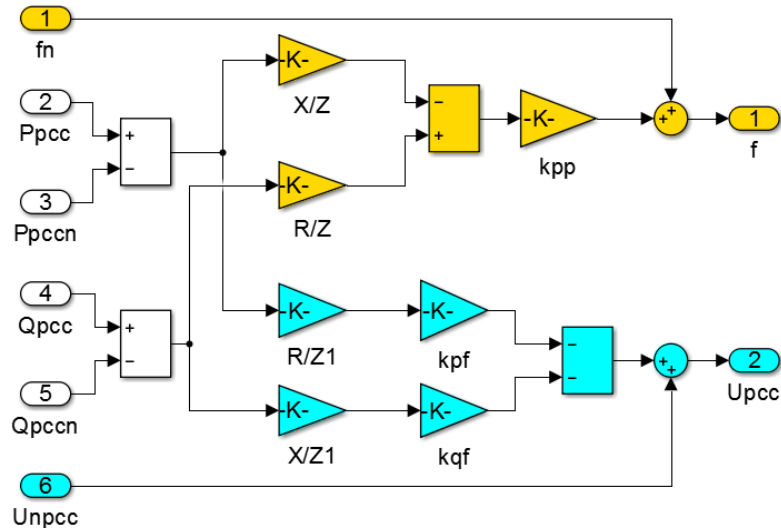 1
fn
2
Ppcc
3
Ppccn
4
Qpcc
5
Qpccn
6
Unpcc
+
−
+
−
-K-
X/Z
-K-
R/Z
-K-
R/Z1
-K-
X/Z1
−
+
-K-
kpp
+
+
1
f
-K-
kpf
-K-
kqf
−
−
+
+
2
Upcc